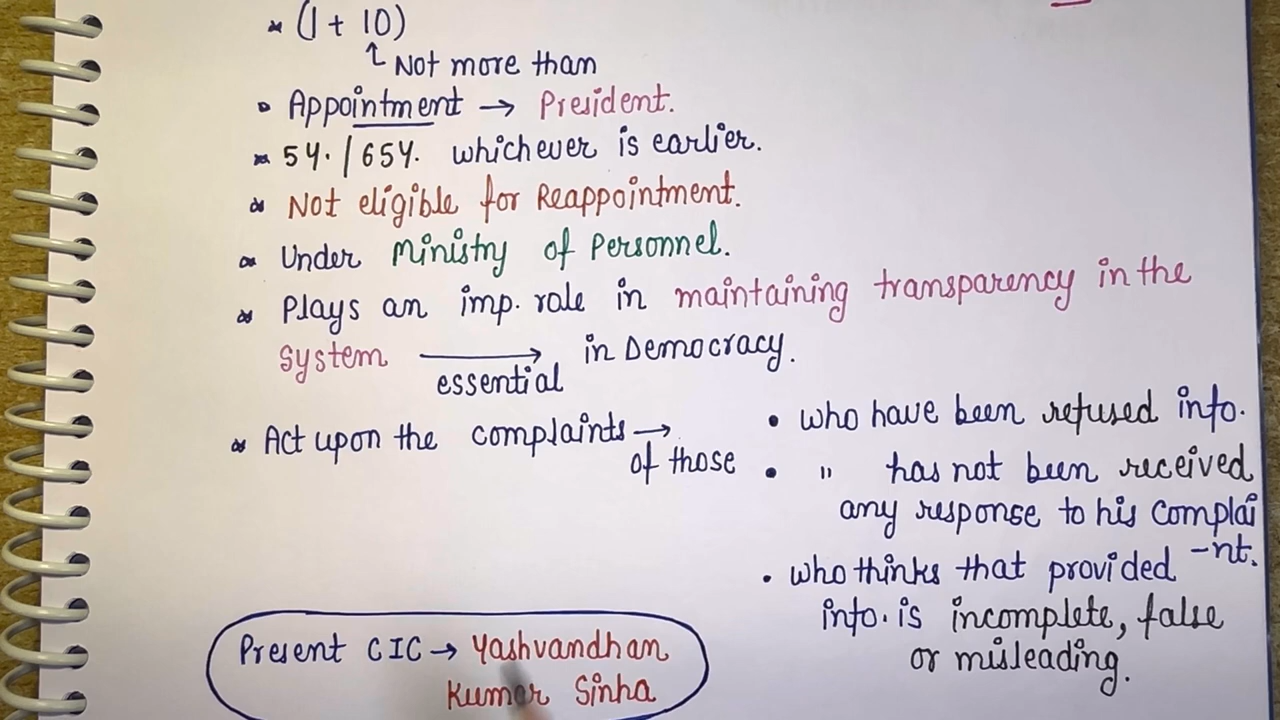 (1 + 10)
↑ Not more than
Appointment → President.
5Y. / 65Y. whichever is earlier.
Not eligible for Reappointment.
Under Ministry of Personnel.
Plays an imp. role in maintaining transparency in the
system → in Democracy.
essential
Act upon the complaints →
of those
• who have been refused info.
• " has not been received
any response to his Complai
-nt.
• who thinks that provided
info. is incomplete, false
or misleading.
Present CIC → Yashvandhan
Kumar Sinha